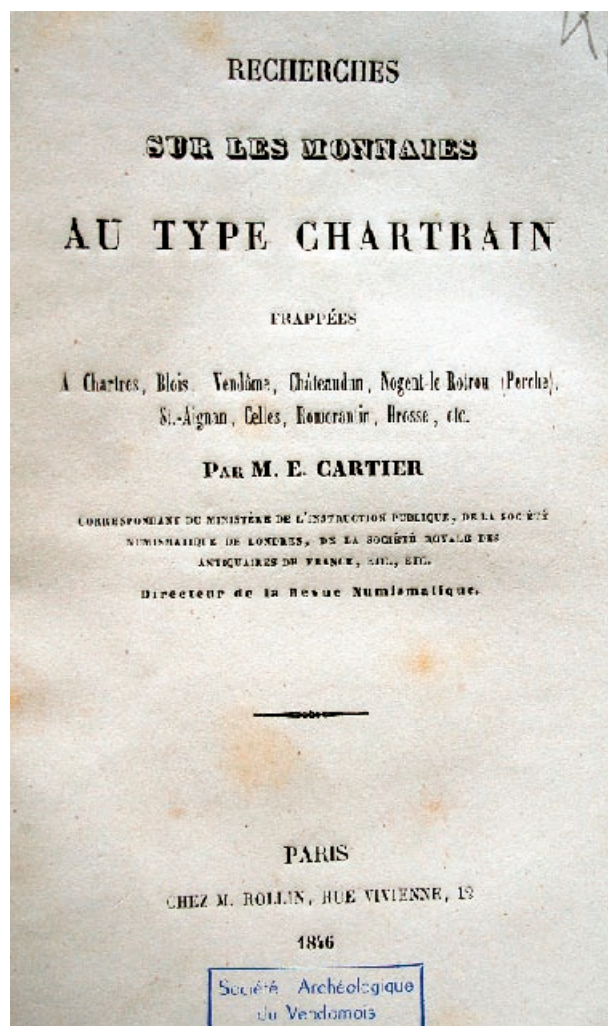 RECHERCHES
SUR LES MONNAIES
AU TYPE CHARTRAIN
FRAPPÉES
A Chartres, Blois, Vendôme, Châteaudun, Nogent-le-Rotrou (Perche),
St.-Aignan, Celles, Romorantin, Brosse, etc.
PAR M. E. CARTIER
CORRESPONDANT DU MINISTÈRE DE L'INSTRUCTION PUBLIQUE, DE LA SOCIÉTÉ
NUMISMATIQUE DE LONDRES, DE LA SOCIÉTÉ ROYALE DES
ANTIQUAIRES DE FRANCE, ETC., ETC.
Directeur de la Revue Numismatique.
PARIS
CHEZ M. ROLLIN, RUE VIVIENNE, 12
1846
Société Archéologique
du Vendomois